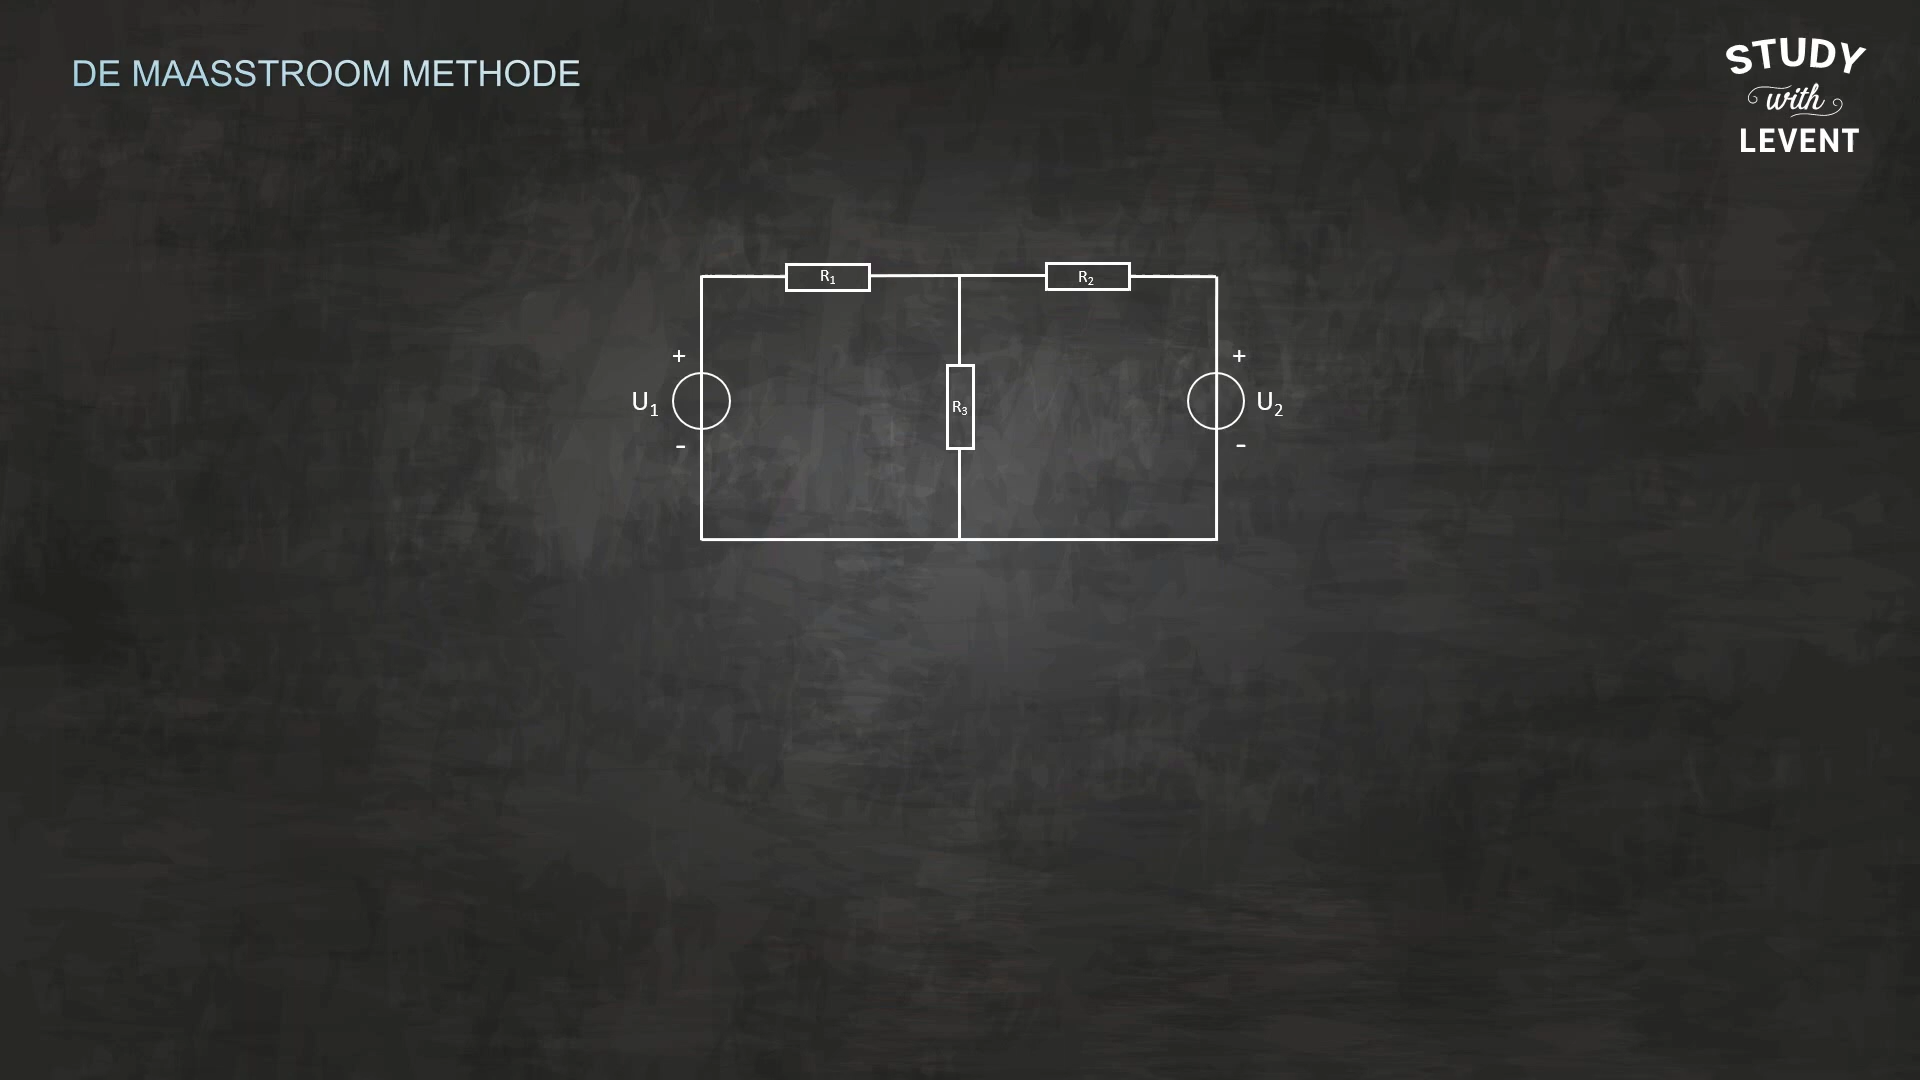 DE MAASSTROOM METHODE
STUDY
with
LEVENT
R₁
R₂
+
+
U₁
R₃
U₂
-
-